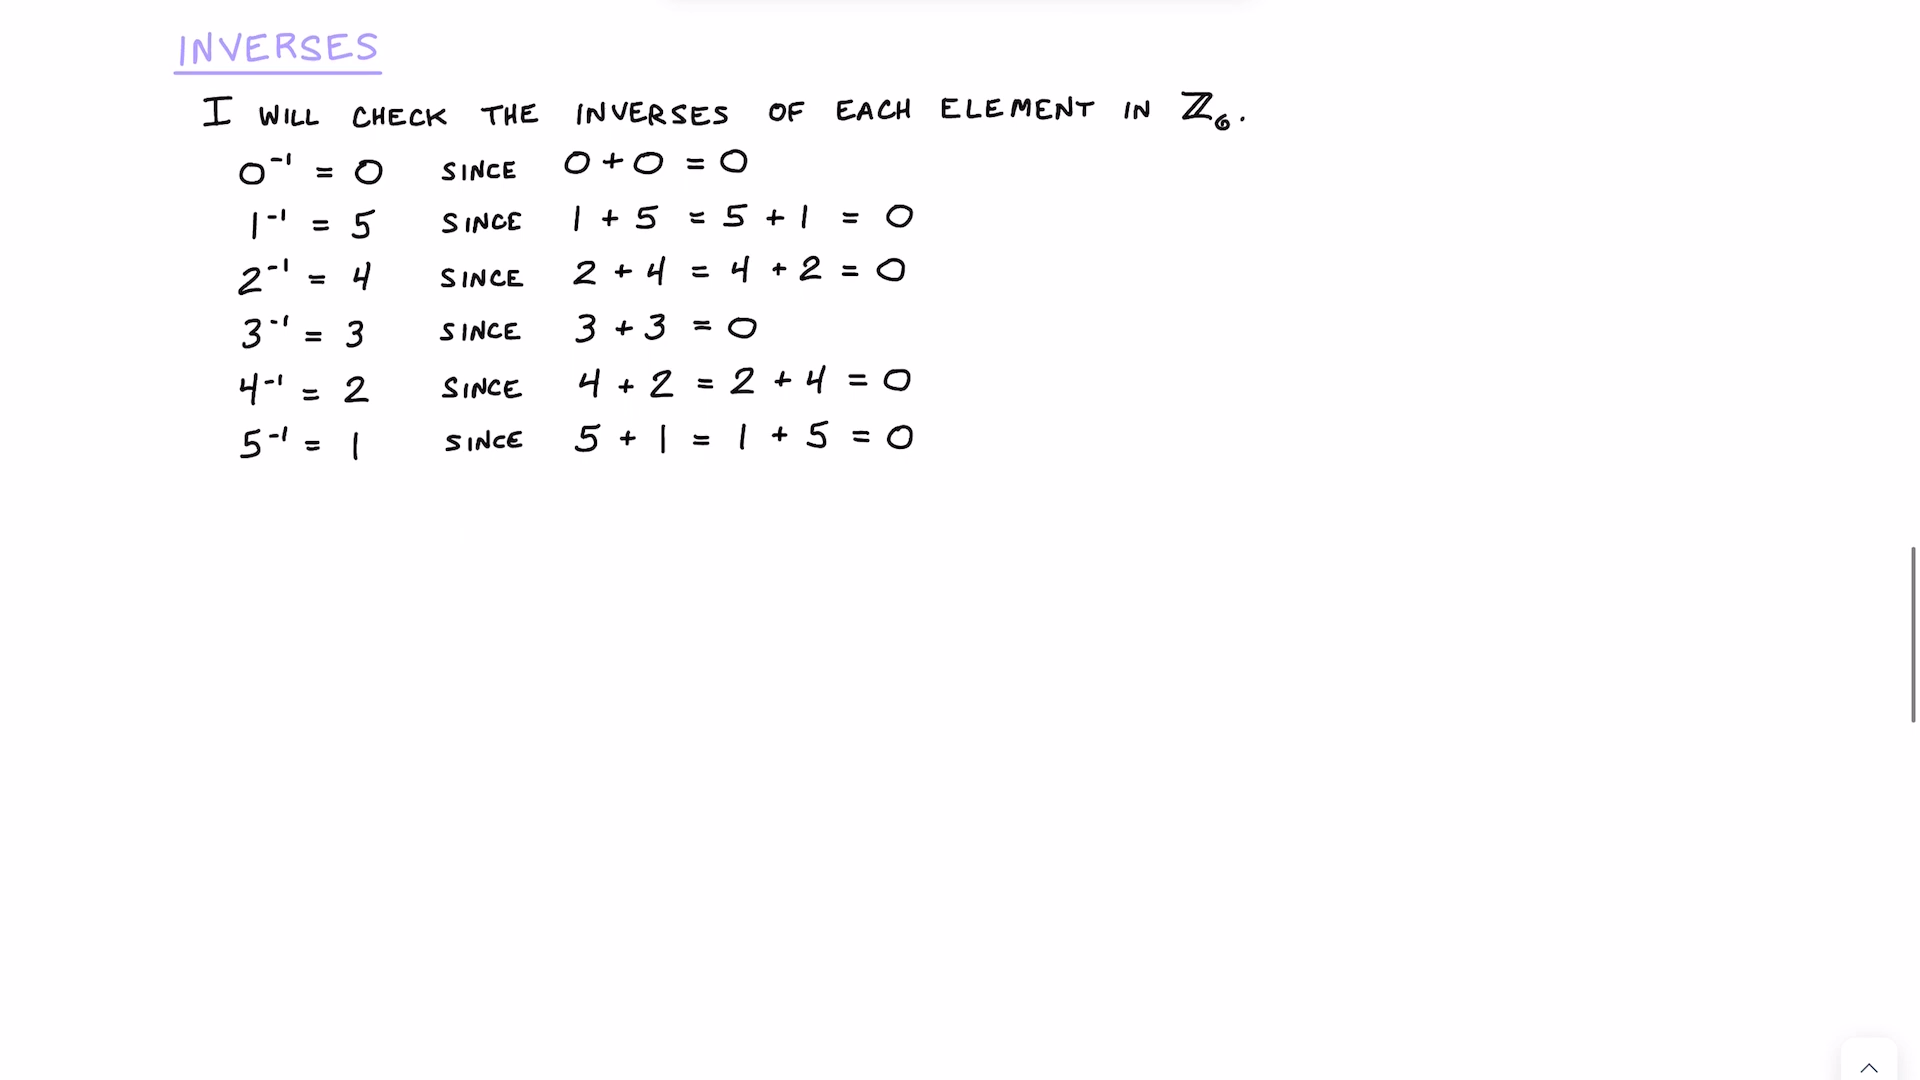 INVERSES
I WILL CHECK THE INVERSES OF EACH ELEMENT IN ℤ₆.
0⁻¹ = 0 SINCE 0 + 0 = 0
1⁻¹ = 5 SINCE 1 + 5 = 5 + 1 = 0
2⁻¹ = 4 SINCE 2 + 4 = 4 + 2 = 0
3⁻¹ = 3 SINCE 3 + 3 = 0
4⁻¹ = 2 SINCE 4 + 2 = 2 + 4 = 0
5⁻¹ = 1 SINCE 5 + 1 = 1 + 5 = 0